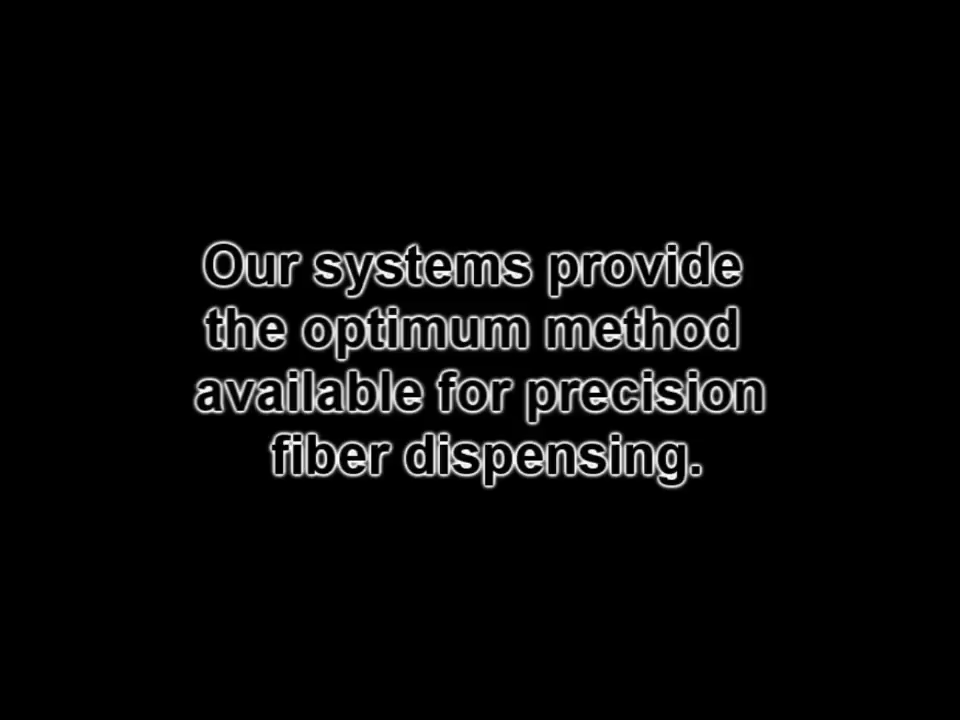 Our systems provide
the optimum method
available for precision
fiber dispensing.